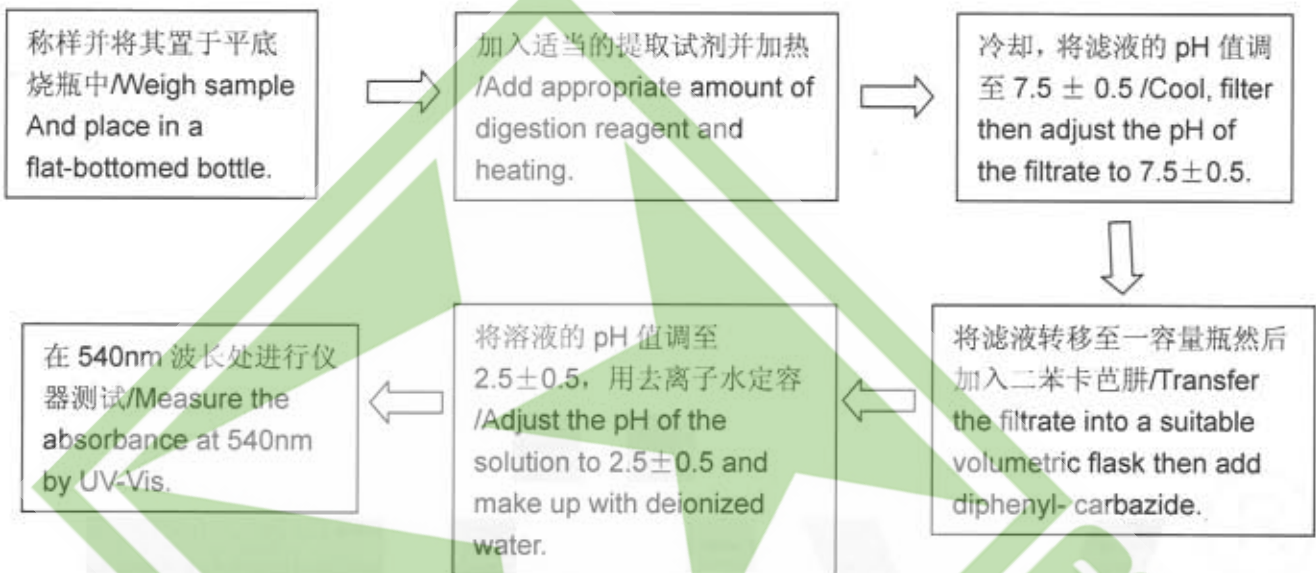 称样并将其置于平底
烧瓶中/Weigh sample
And place in a
flat-bottomed bottle.
加入适当的提取试剂并加热
/Add appropriate amount of
digestion reagent and
heating.
冷却，将滤液的 pH 值调
至 7.5 ± 0.5 /Cool, filter
then adjust the pH of
the filtrate to 7.5±0.5.
将滤液转移至一容量瓶然后
加入二苯卡芭肼/Transfer
the filtrate into a suitable
volumetric flask then add
diphenyl- carbazide.
将溶液的 pH 值调至
2.5±0.5，用去离子水定容
/Adjust the pH of the
solution to 2.5±0.5 and
make up with deionized
water.
在 540nm 波长处进行仪
器测试/Measure the
absorbance at 540nm
by UV-Vis.